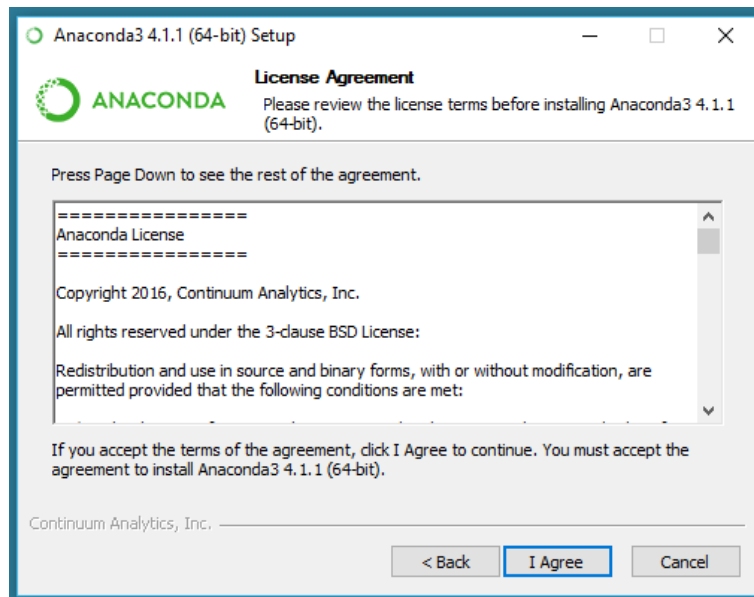 Anaconda3 4.1.1 (64-bit) Setup
ANACONDA
License Agreement
Please review the license terms before installing Anaconda3 4.1.1
(64-bit).
Press Page Down to see the rest of the agreement.
================
Anaconda License
================
Copyright 2016, Continuum Analytics, Inc.
All rights reserved under the 3-clause BSD License:
Redistribution and use in source and binary forms, with or without modification, are
permitted provided that the following conditions are met:
If you accept the terms of the agreement, click I Agree to continue. You must accept the
agreement to install Anaconda3 4.1.1 (64-bit).
Continuum Analytics, Inc.
< Back
I Agree
Cancel